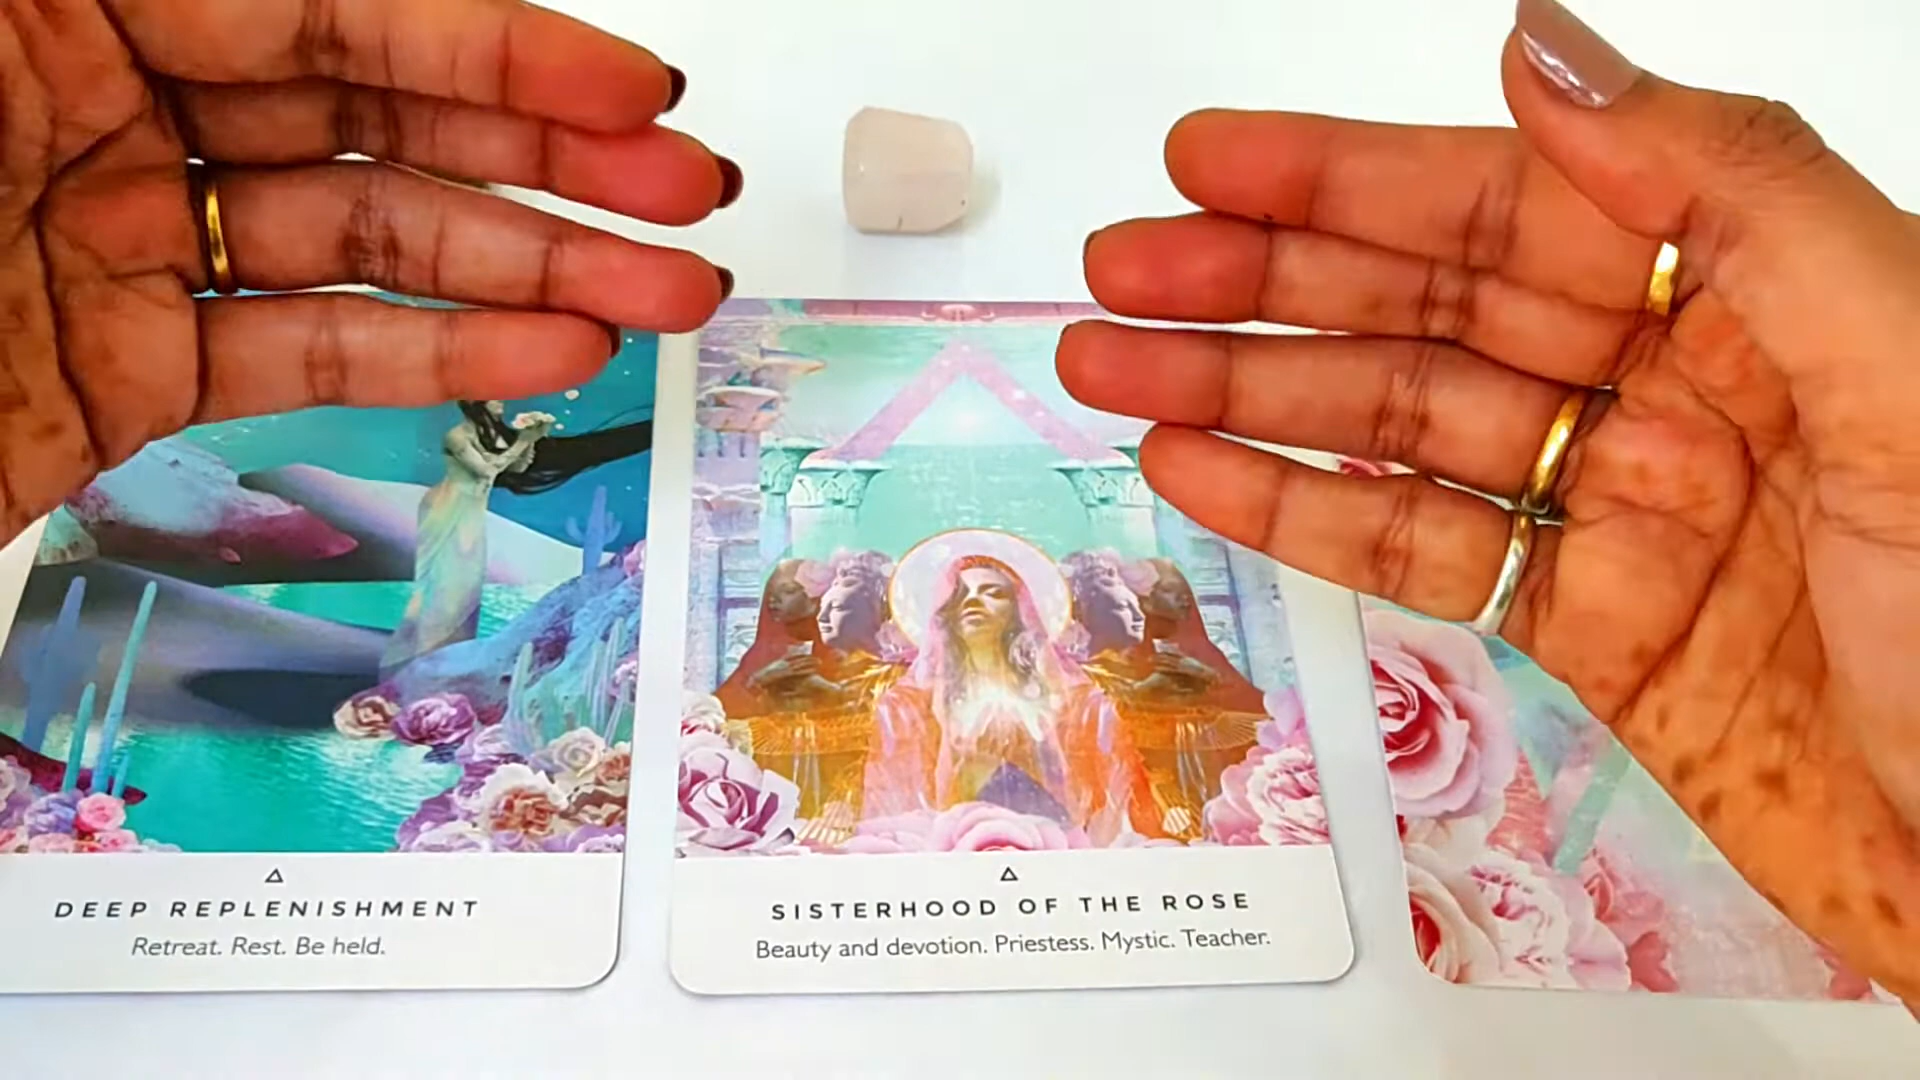 DEEP REPLENISHMENT
Retreat. Rest. Be held.
SISTERHOOD OF THE ROSE
Beauty and devotion. Priestess. Mystic. Teacher.